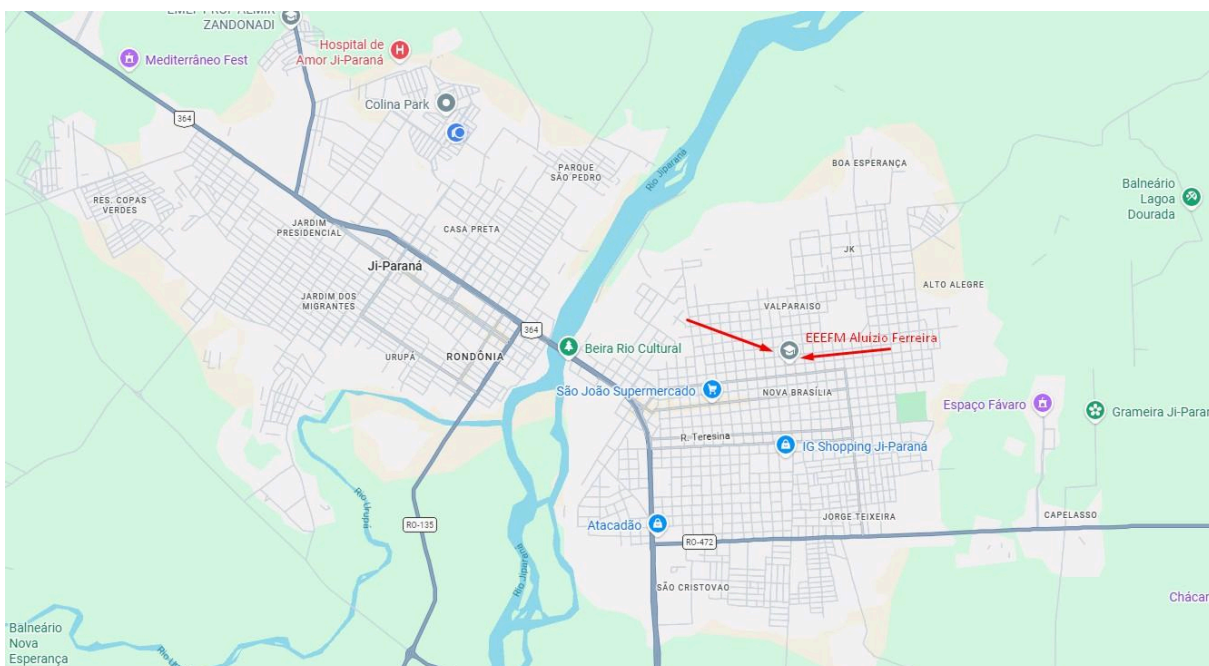 ZANDONADI
Mediterrâneo Fest
Hospital de
Amor Ji-Paraná
Colina Park
364
PARQUE
SÃO PEDRO
Rio Jiparaná
BOA ESPERANÇA
Balneário
Lagoa
Dourada
RES. COPAS
VERDES
JARDIM
PRESIDENCIAL
CASA PRETA
JK
Ji-Paraná
ALTO ALEGRE
JARDIM DOS
MIGRANTES
VALPARAISO
364
EEEFM Aluizio Ferreira
Beira Rio Cultural
URUPÁ
RONDÔNIA
São João Supermercado
NOVA BRASÍLIA
Espaço Fávaro
Grameira Ji-Paran
R. Teresina
IG Shopping Ji-Paraná
Rio Urupá
RO-135
Atacadão
JORGE TEIXEIRA
CAPELASSO
RO-472
Rio Jiparaná
SÃO CRISTOVAO
Chácar
Balneário
Nova
Esperança